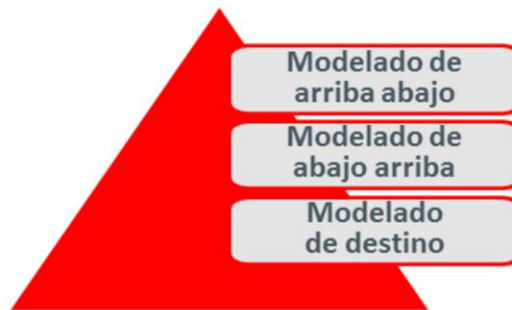 Modelado de
arriba abajo
Modelado de
abajo arriba
Modelado
de destino